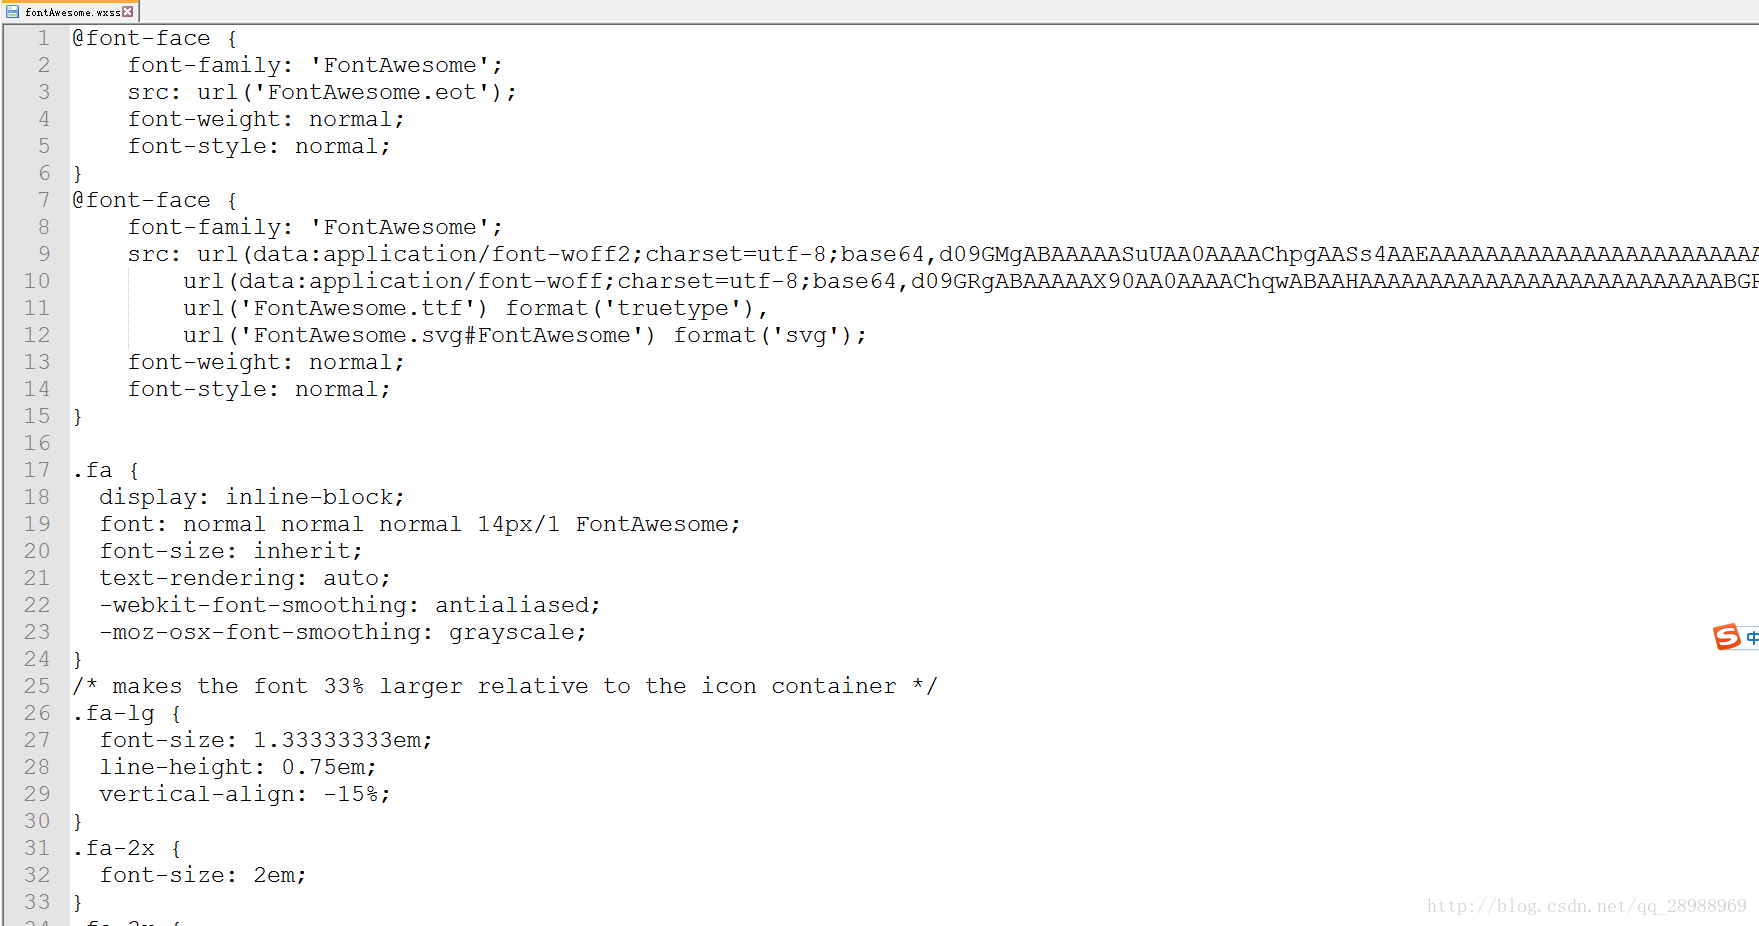 fontAwesome.wxss
1 @font-face {
2 font-family: 'FontAwesome';
3 src: url('FontAwesome.eot');
4 font-weight: normal;
5 font-style: normal;
6 }
7 @font-face {
8 font-family: 'FontAwesome';
9 src: url(data:application/font-woff2;charset=utf-8;base64,d09GMgABAAAAASuUAA0AAAAChpgAASs4AAEAAAAAAAAAAAAAAAAAAAAAAAA
10 url(data:application/font-woff;charset=utf-8;base64,d09GRgABAAAAAX90AA0AAAAChqwABAAHAAAAAAAAAAAAAAAAAAAAAAAAAABGR
11 url('FontAwesome.ttf') format('truetype'),
12 url('FontAwesome.svg#FontAwesome') format('svg');
13 font-weight: normal;
14 font-style: normal;
15 }
16
17 .fa {
18 display: inline-block;
19 font: normal normal normal 14px/1 FontAwesome;
20 font-size: inherit;
21 text-rendering: auto;
22 -webkit-font-smoothing: antialiased;
23 -moz-osx-font-smoothing: grayscale;
24 }
25 /* makes the font 33% larger relative to the icon container */
26 .fa-lg {
27 font-size: 1.33333333em;
28 line-height: 0.75em;
29 vertical-align: -15%;
30 }
31 .fa-2x {
32 font-size: 2em;
33 }
中
http://blog.csdn.net/qq_28988969